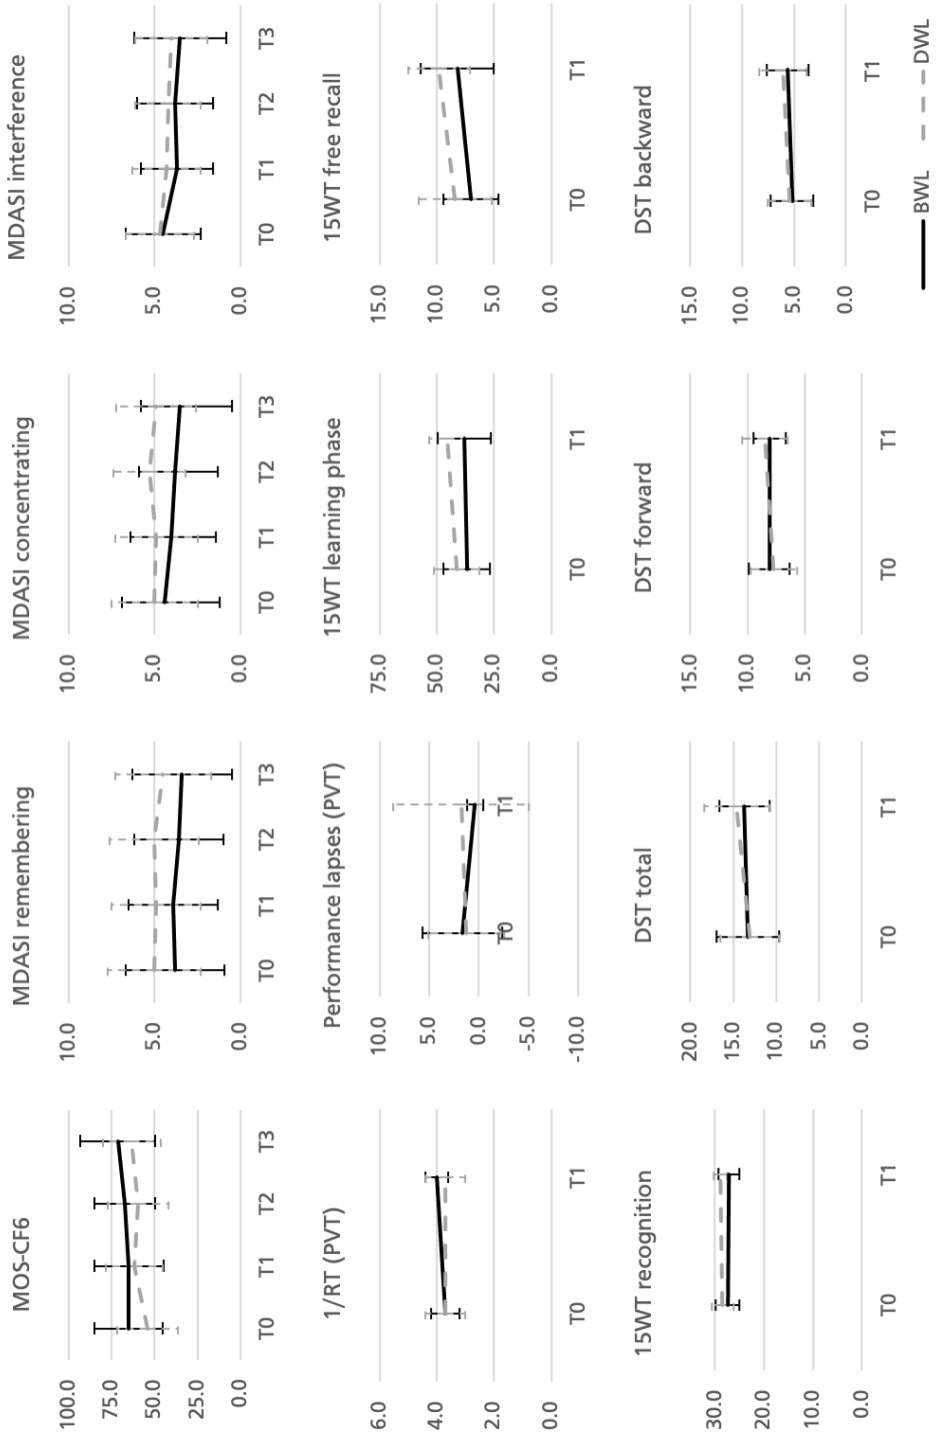 MOS-CF6
100.0
75.0
50.0
25.0
0.0
T0 T1 T2 T3
MDASI remembering
10.0
5.0
0.0
T0 T1 T2 T3
MDASI concentrating
10.0
5.0
0.0
T0 T1 T2 T3
MDASI interference
10.0
5.0
0.0
T0 T1 T2 T3
1/RT (PVT)
6.0
4.0
2.0
0.0
T0 T1
Performance lapses (PVT)
10.0
5.0
0.0
-5.0
-10.0
T0 T1
15WT learning phase
75.0
50.0
25.0
0.0
T0 T1
15WT free recall
15.0
10.0
5.0
0.0
T0 T1
15WT recognition
30.0
20.0
10.0
0.0
T0 T1
DST total
20.0
15.0
10.0
5.0
0.0
T0 T1
DST forward
15.0
10.0
5.0
0.0
T0 T1
DST backward
15.0
10.0
5.0
0.0
T0 T1
BWL DWL